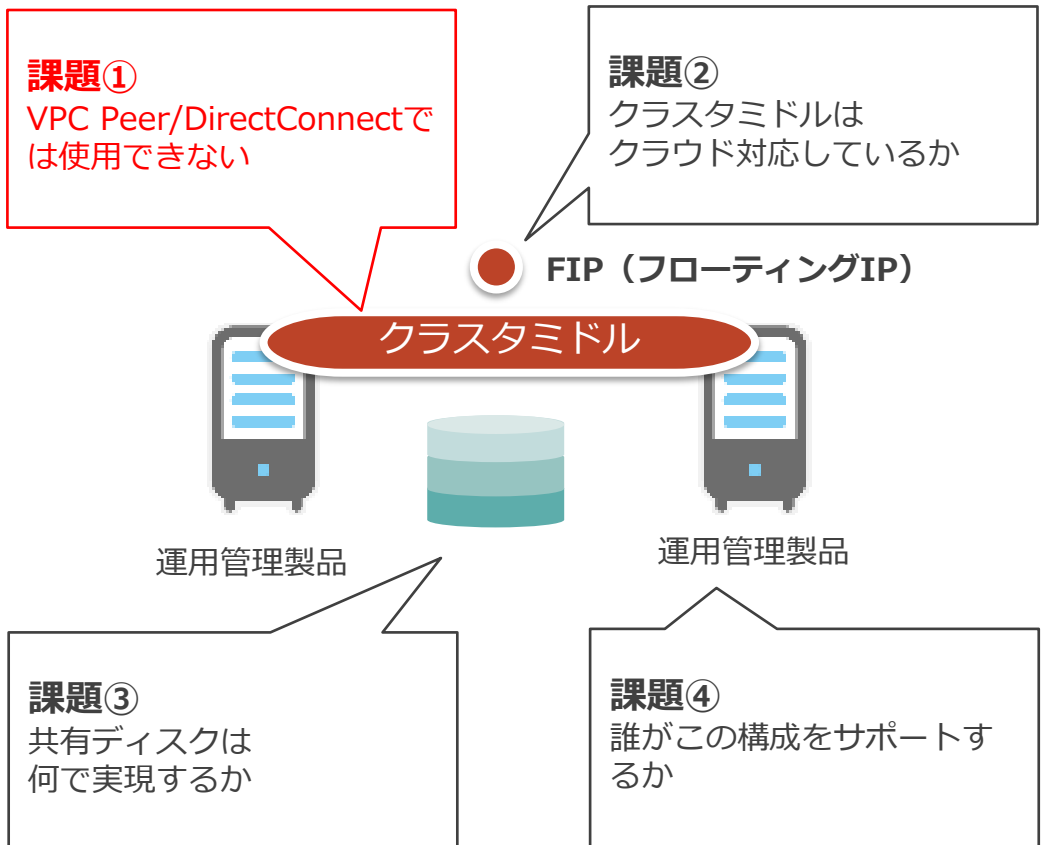 課題①
VPC Peer/DirectConnectで
は使用できない
課題②
クラスタミドルは
クラウド対応しているか
FIP（フローティングIP）
クラスタミドル
運用管理製品
運用管理製品
課題③
共有ディスクは
何で実現するか
課題④
誰がこの構成をサポートす
るか